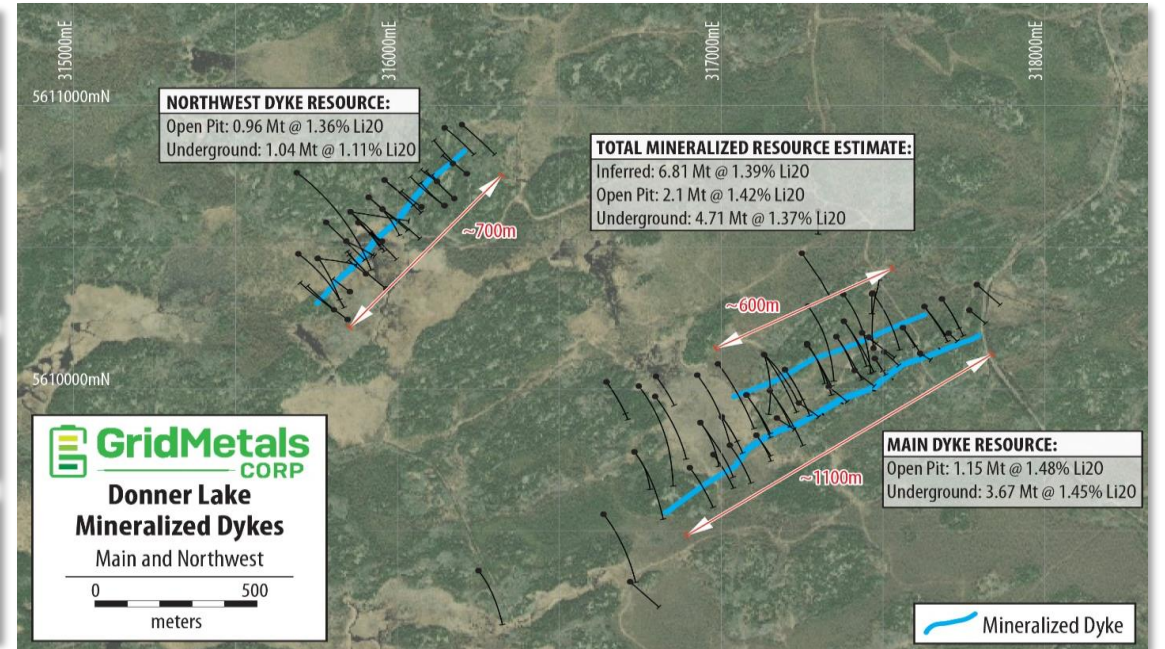 315000mE
316000mE
317000mE
318000mE
5611000mN
NORTHWEST DYKE RESOURCE:
Open Pit: 0.96 Mt @ 1.36% Li2O
Underground: 1.04 Mt @ 1.11% Li2O
TOTAL MINERALIZED RESOURCE ESTIMATE:
Inferred: 6.81 Mt @ 1.39% Li2O
Open Pit: 2.1 Mt @ 1.42% Li2O
Underground: 4.71 Mt @ 1.37% Li2O
~700m
~600m
5610000mN
MAIN DYKE RESOURCE:
Open Pit: 1.15 Mt @ 1.48% Li2O
Underground: 3.67 Mt @ 1.45% Li2O
~1100m
GridMetals
CORP
Donner Lake
Mineralized Dykes
Main and Northwest
0 500
meters
Mineralized Dyke